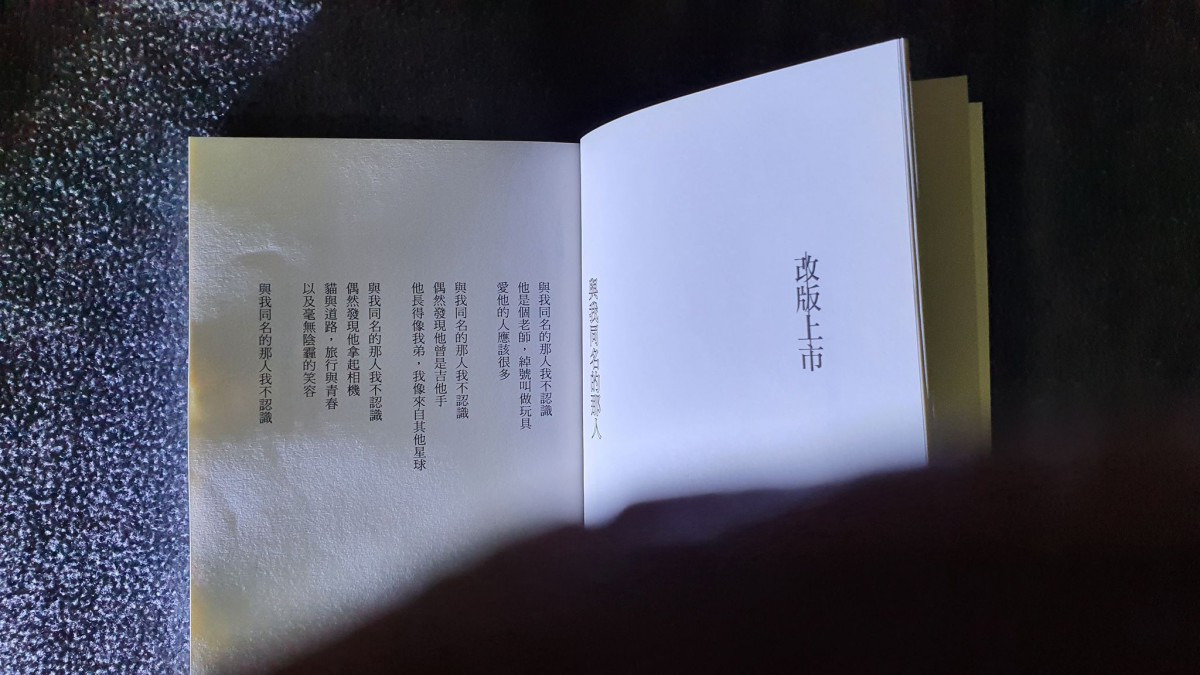 改版上市
與我同名的那人
與我同名的那人我不認識
他是個老師，綽號叫做玩具
愛他的人應該很多
與我同名的那人我不認識
偶然發現他曾是吉他手
他長得像我弟，我像來自其他星球
與我同名的那人我不認識
偶然發現他拿起相機
貓與道路，旅行與青春
以及毫無陰霾的笑容
與我同名的那人我不認識